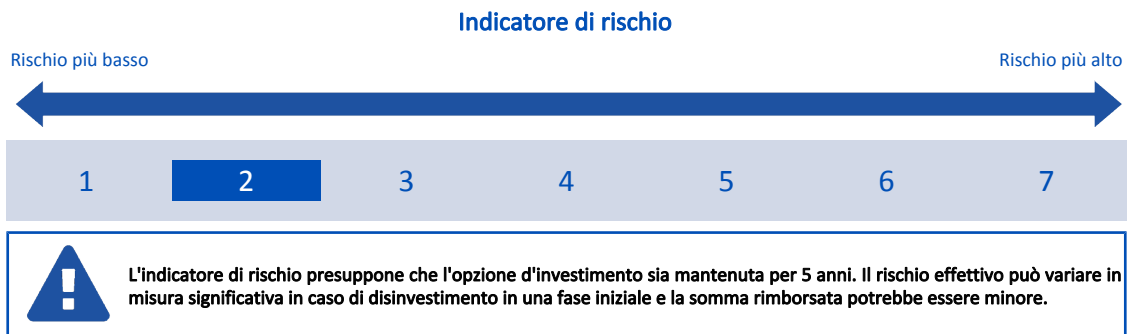 Indicatore di rischio
Rischio più basso Rischio più alto
1 2 3 4 5 6 7
L'indicatore di rischio presuppone che l'opzione d'investimento sia mantenuta per 5 anni. Il rischio effettivo può variare in
misura significativa in caso di disinvestimento in una fase iniziale e la somma rimborsata potrebbe essere minore.